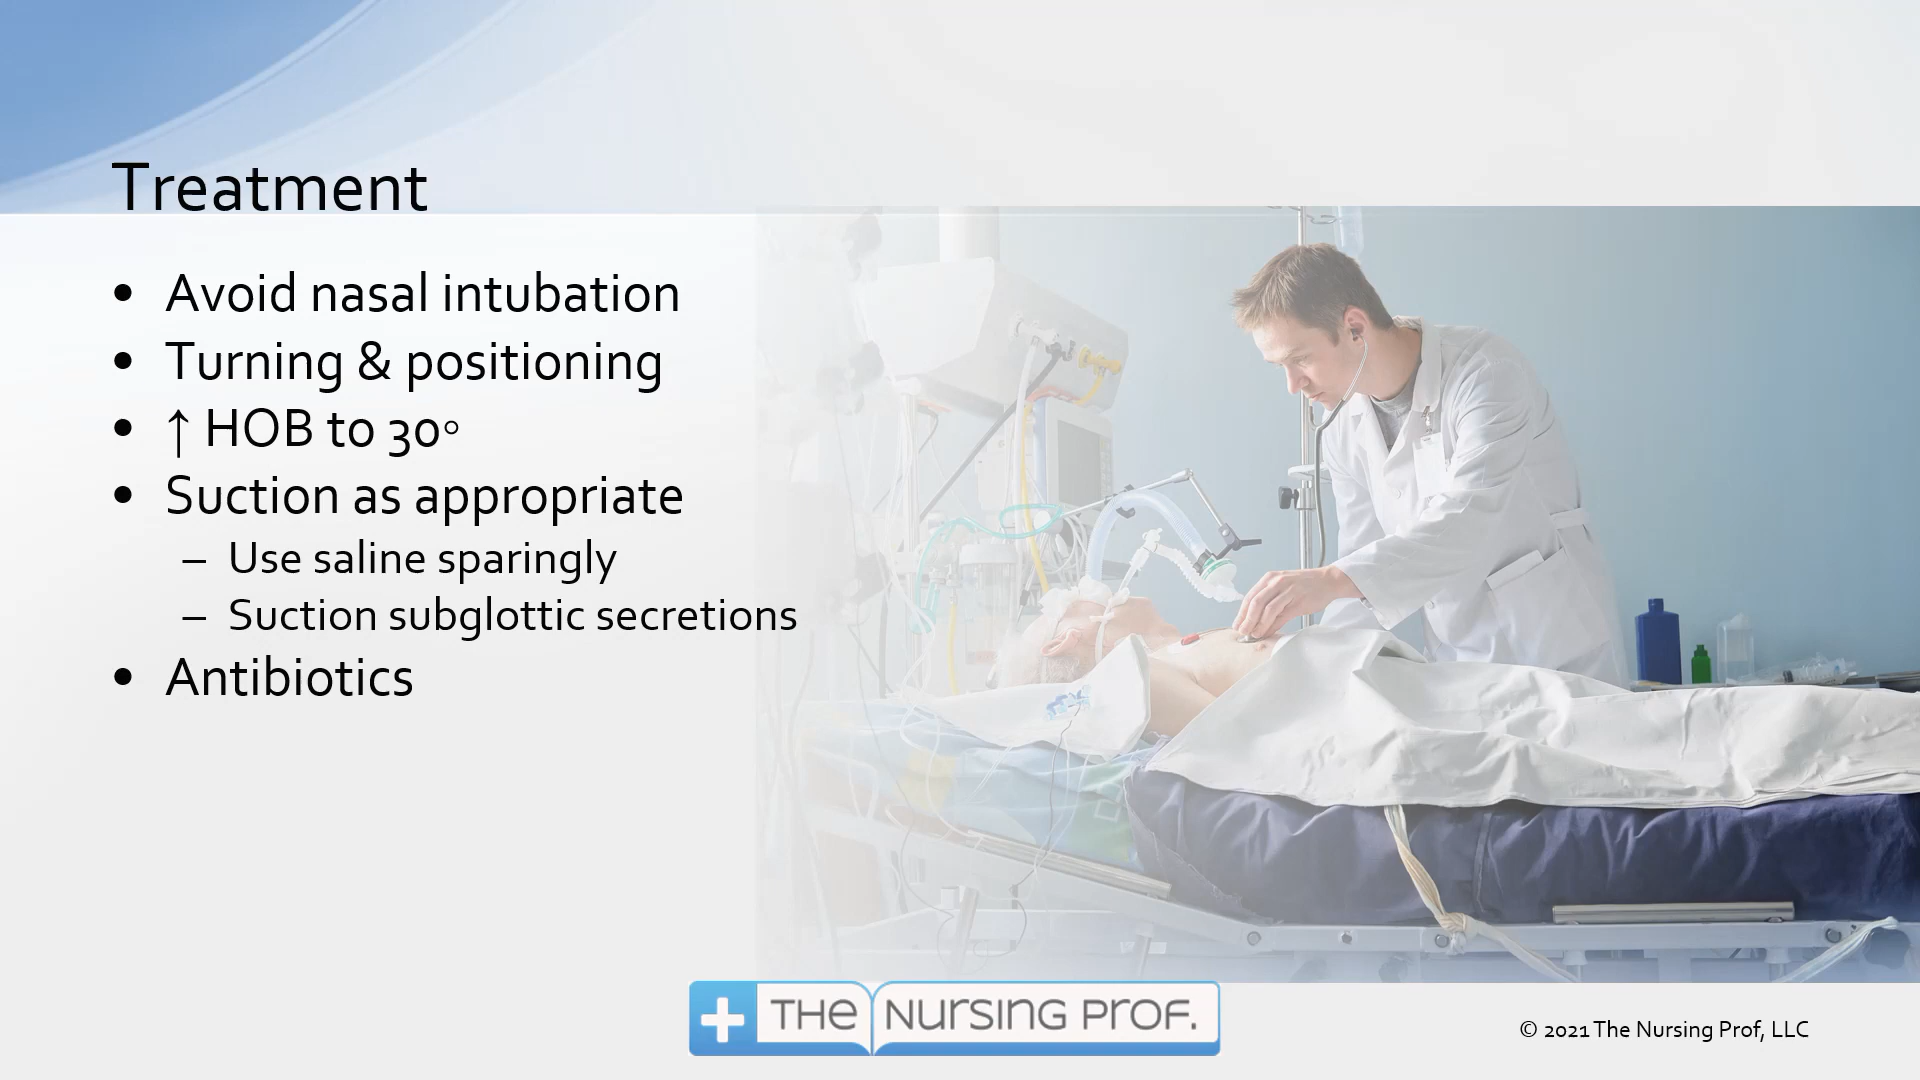 Treatment
• Avoid nasal intubation
• Turning & positioning
• ↑ HOB to 30°
• Suction as appropriate
– Use saline sparingly
– Suction subglottic secretions
• Antibiotics
THE NURSING PROF.
© 2021 The Nursing Prof, LLC